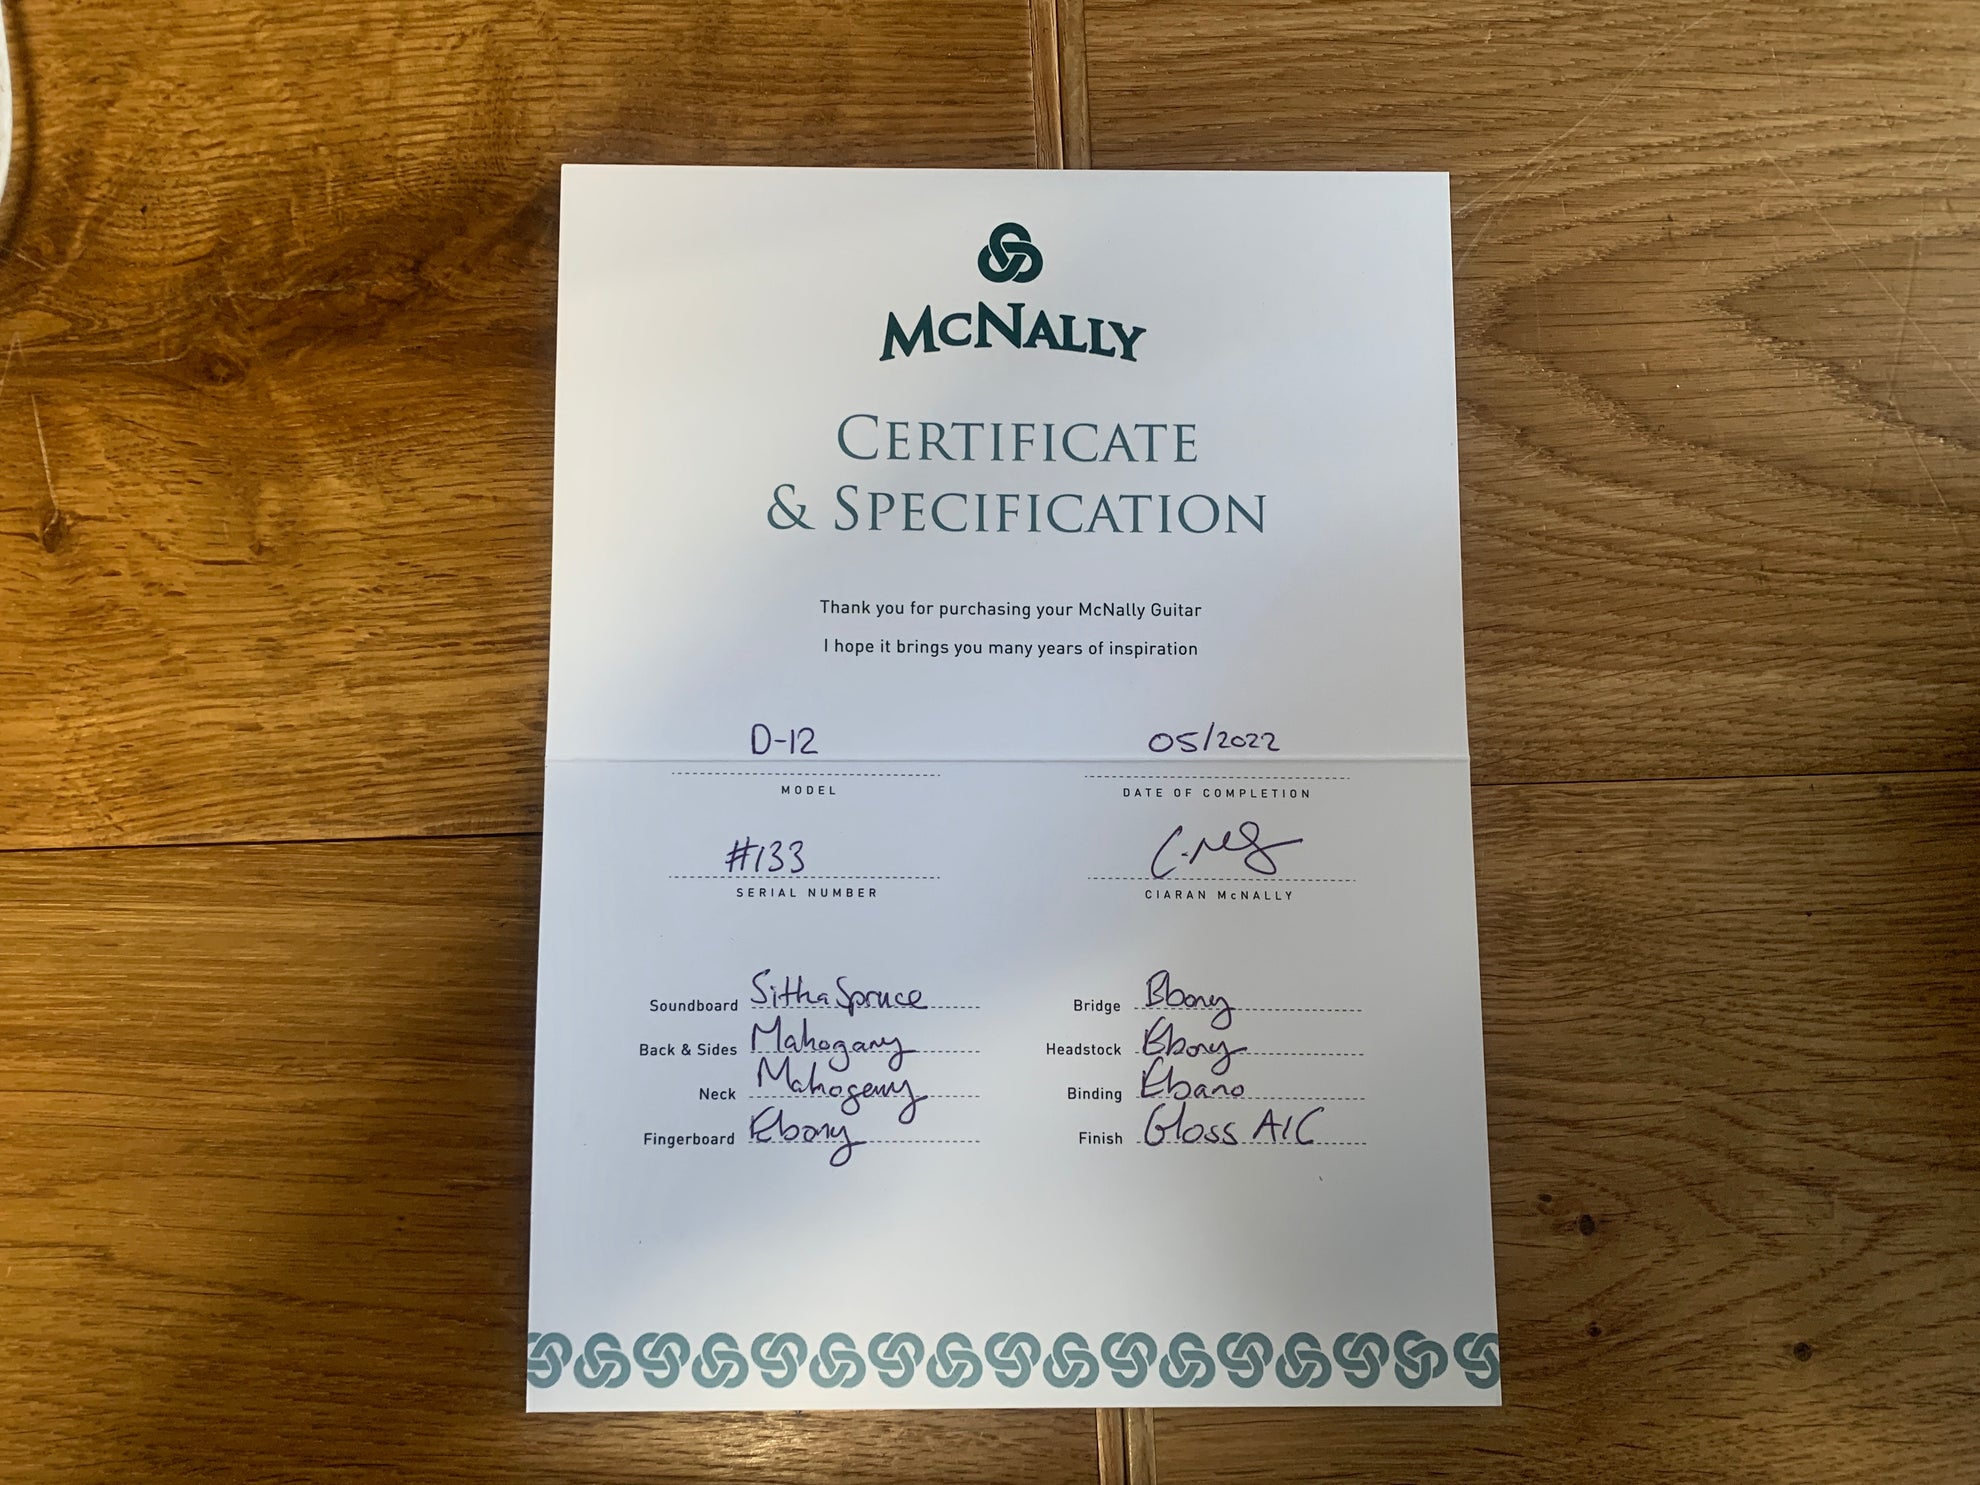 McNALLY
CERTIFICATE
& SPECIFICATION
Thank you for purchasing your McNally Guitar
I hope it brings you many years of inspiration
D-12
05/2022
MODEL
DATE OF COMPLETION
#133
SERIAL NUMBER
CIARAN McNALLY
Soundboard Sitka Spruce
Bridge Ebony
Back & Sides Mahogany
Headstock Ebony
Neck Mahogany
Binding Ebano
Fingerboard Ebony
Finish Gloss A/C